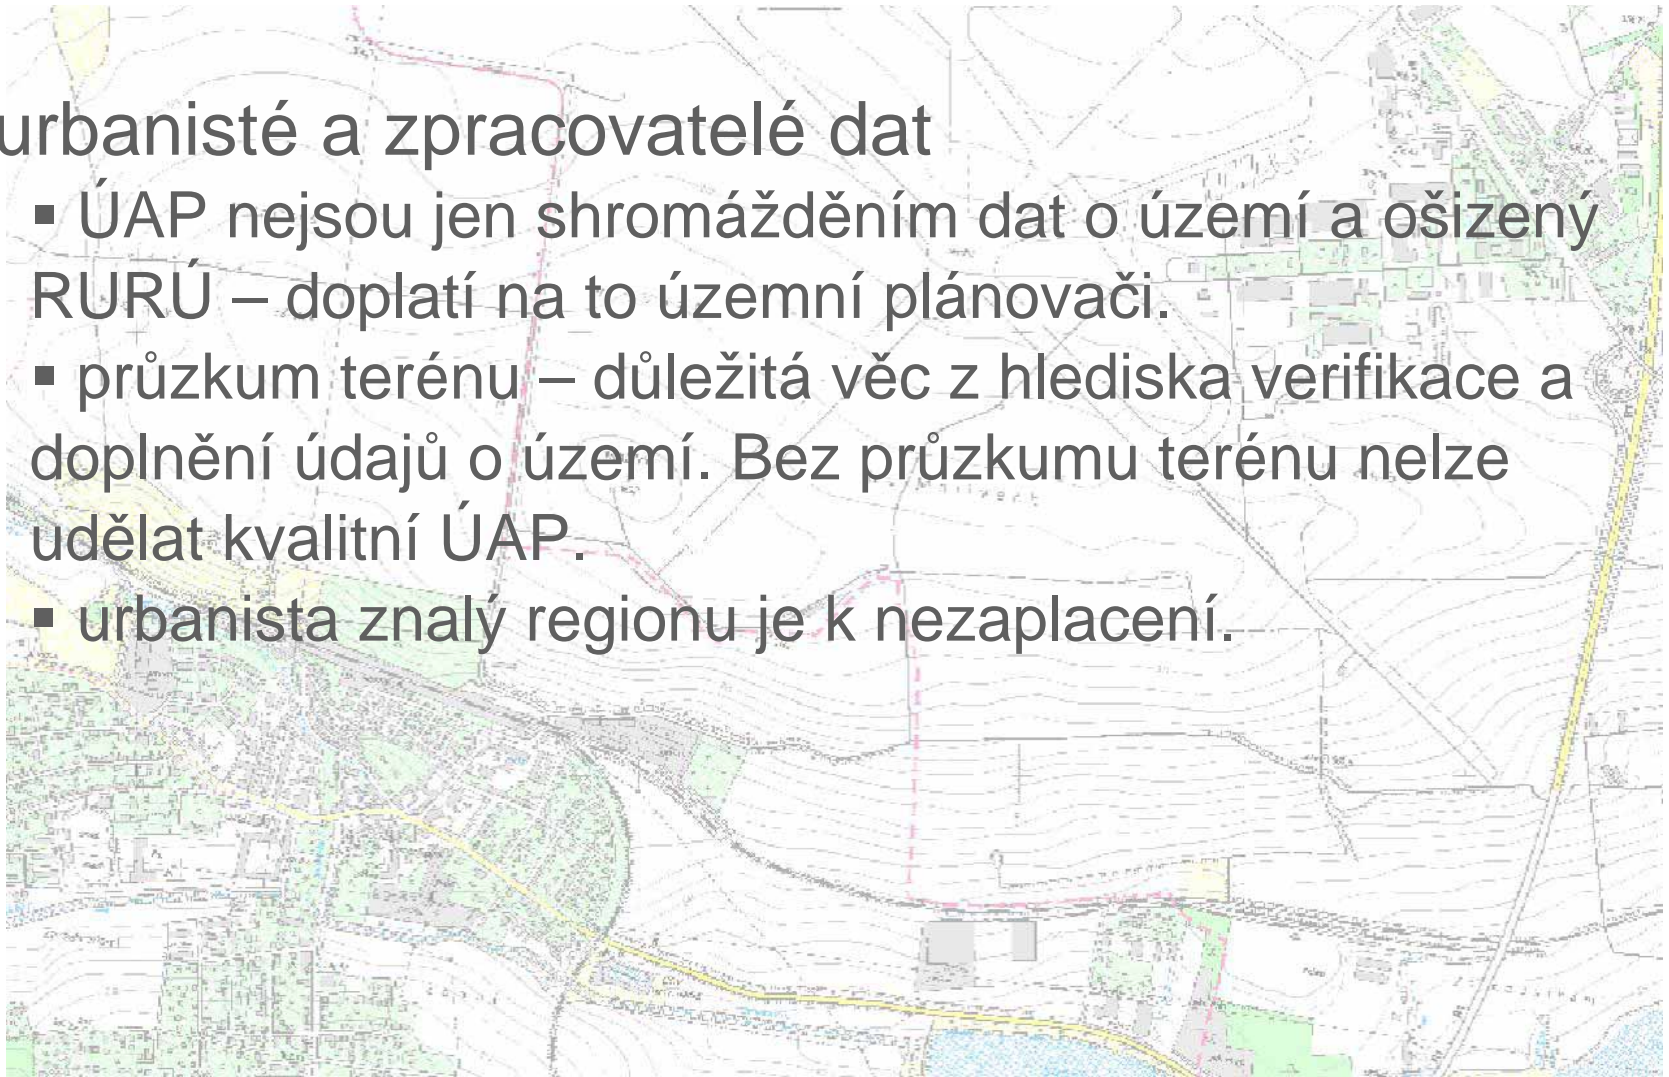 urbanisté a zpracovatelé dat
▪ ÚAP nejsou jen shromážděním dat o území a ošizený
RURÚ – doplatí na to územní plánovači.
▪ průzkum terénu – důležitá věc z hlediska verifikace a
doplnění údajů o území. Bez průzkumu terénu nelze
udělat kvalitní ÚAP.
▪ urbanista znalý regionu je k nezaplacení.